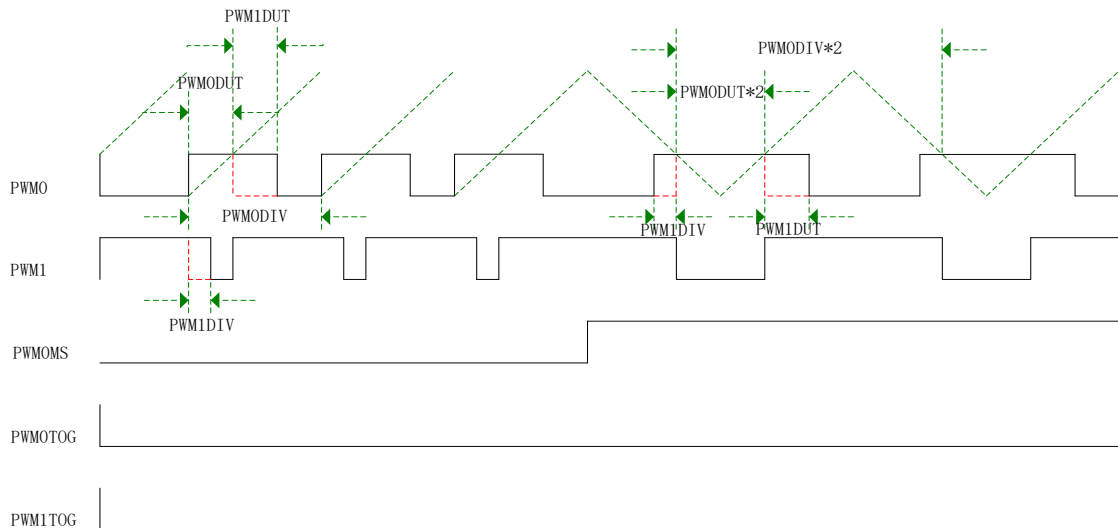 PWM1DUT
PWM0DIV*2
PWM0DUT
PWM0DUT*2
PWM0
PWM0DIV
PWM1DIV
PWM1DUT
PWM1
PWM1DIV
PWM0MS
PWM0TOG
PWM1TOG